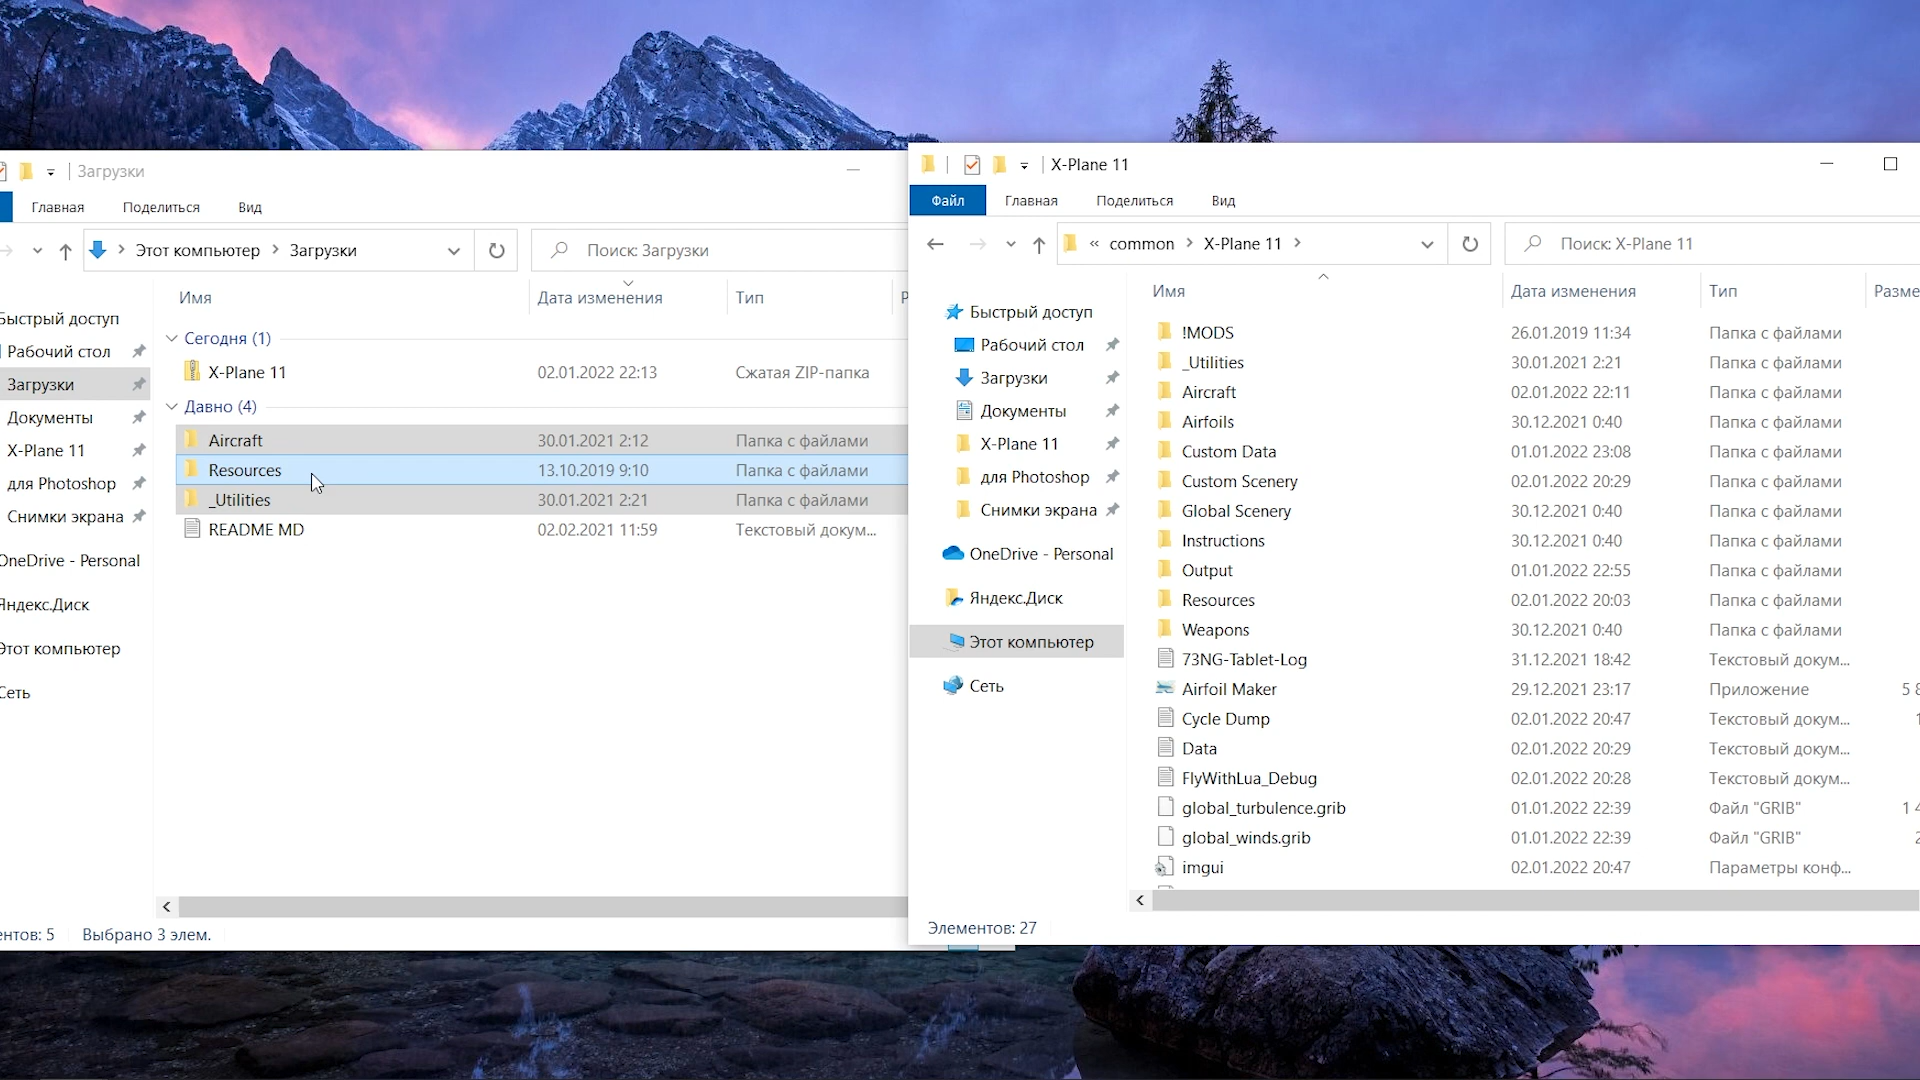 Загрузки
Главная Поделиться Вид
Этот компьютер Загрузки
Поиск: Загрузки
Имя Дата изменения Тип
Быстрый доступ
Рабочий стол
Загрузки
Документы
X-Plane 11
для Photoshop
Снимки экрана
OneDrive - Personal
Яндекс.Диск
Этот компьютер
Сеть
Сегодня (1)
X-Plane 11 02.01.2022 22:13 Сжатая ZIP-папка
Давно (4)
Aircraft 30.01.2021 2:12 Папка с файлами
Resources 13.10.2019 9:10 Папка с файлами
_Utilities 30.01.2021 2:21 Папка с файлами
README MD 02.02.2021 11:59 Текстовый докум...
нтов: 5 Выбрано 3 элем.
X-Plane 11
Файл Главная Поделиться Вид
« common X-Plane 11
Поиск: X-Plane 11
Имя Дата изменения Тип Разме
Быстрый доступ
Рабочий стол
Загрузки
Документы
X-Plane 11
для Photoshop
Снимки экрана
OneDrive - Personal
Яндекс.Диск
Этот компьютер
Сеть
!MODS 26.01.2019 11:34 Папка с файлами
_Utilities 30.01.2021 2:21 Папка с файлами
Aircraft 02.01.2022 22:11 Папка с файлами
Airfoils 30.12.2021 0:40 Папка с файлами
Custom Data 01.01.2022 23:08 Папка с файлами
Custom Scenery 02.01.2022 20:29 Папка с файлами
Global Scenery 30.12.2021 0:40 Папка с файлами
Instructions 30.12.2021 0:40 Папка с файлами
Output 01.01.2022 22:55 Папка с файлами
Resources 02.01.2022 20:03 Папка с файлами
Weapons 30.12.2021 0:40 Папка с файлами
73NG-Tablet-Log 31.12.2021 18:42 Текстовый докум...
Airfoil Maker 29.12.2021 23:17 Приложение 5
Cycle Dump 02.01.2022 20:47 Текстовый докум...
Data 02.01.2022 20:29 Текстовый докум...
FlyWithLua_Debug 02.01.2022 20:28 Текстовый докум...
global_turbulence.grib 01.01.2022 22:39 Файл "GRIB" 1
global_winds.grib 01.01.2022 22:39 Файл "GRIB"
imgui 02.01.2022 20:47 Параметры конф...
Элементов: 27